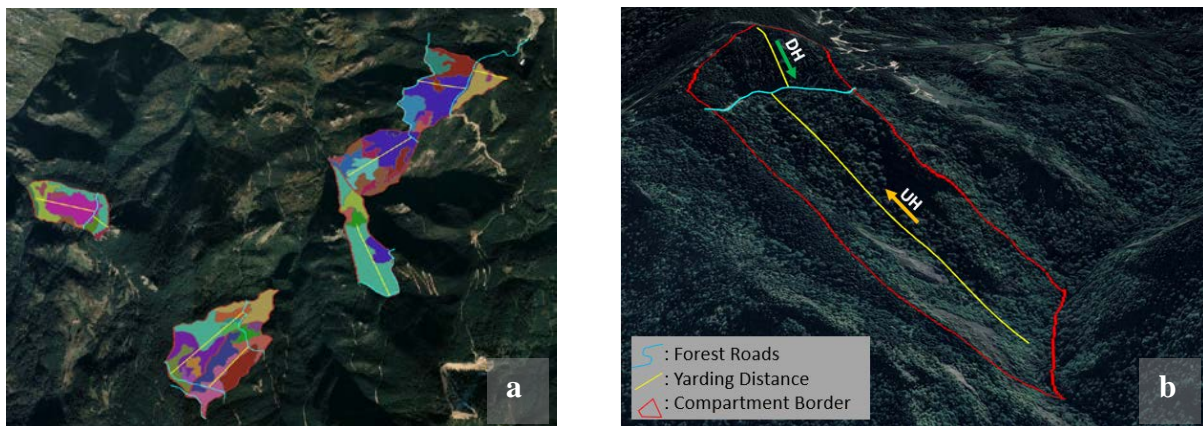 DH
UH
: Forest Roads
: Yarding Distance
: Compartment Border
a
b